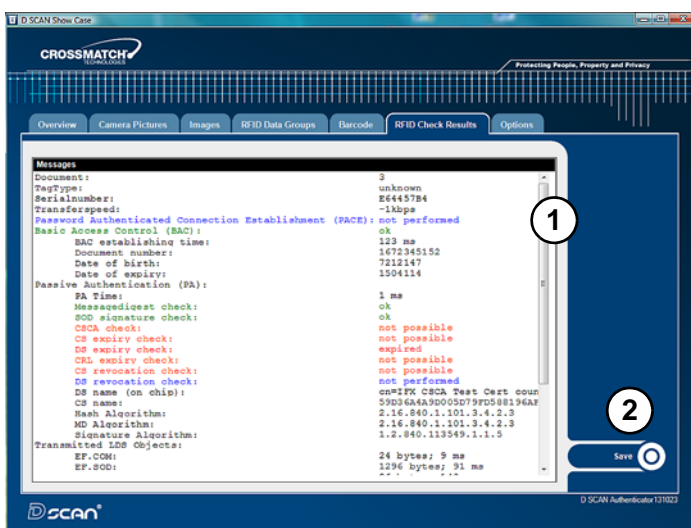 D SCAN Show Case
CROSSMATCH
TECHNOLOGIES
Protecting People, Property and Privacy
Overview Camera Pictures Images RFID Data Groups Barcode RFID Check Results Options
Messages
Document: 3
TagType: unknown
Serialnumber: E64457B4
Transferspeed: -1kbps
Password Authenticated Connection Establishment (PACE): not performed
Basic Access Control (BAC): ok
BAC establishing time: 123 ms
Document number: 1672345152
Date of birth: 7212147
Date of expiry: 1504114
Passive Authentication (PA):
PA Time: 1 ms
Messagedigest check: ok
SOD signature check: ok
CSCA check: not possible
CS expiry check: not possible
DS expiry check: expired
CRL expiry check: not possible
CS revocation check: not possible
DS revocation check: not performed
DS name (on chip): cn=IFX CSCA Test Cert coun
CS name: 59D36A4A9D005D79FD588196AF
Hash Algorithm: 2.16.840.1.101.3.4.2.3
MD Algorithm: 2.16.840.1.101.3.4.2.3
Signature Algorithm: 1.2.840.113549.1.1.5
Transmitted LDS Objects:
EF.COM: 24 bytes; 9 ms
EF.SOD: 1296 bytes; 91 ms
1
2
Save
D SCAN Authenticator131023
D SCAN®